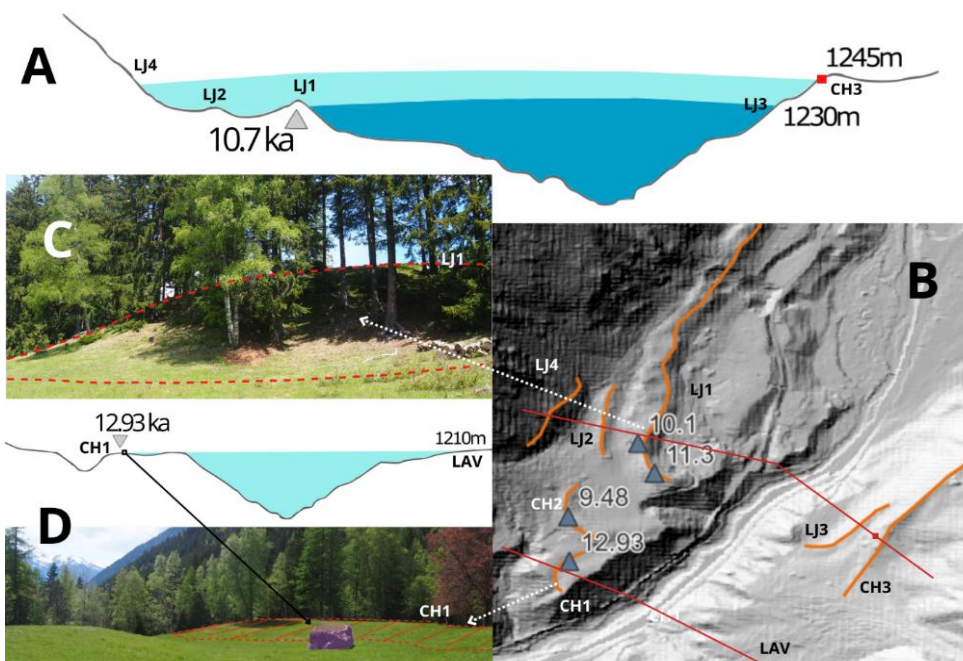 A
LJ4
LJ2
LJ1
10.7 ka
1245m
CH3
LJ3
1230m
C
LJ1
B
LJ4
LJ2
LJ1
10.1
11.3
CH2
9.48
12.93
CH1
LJ3
CH3
LAV
12.93 ka
CH1
1210m
LAV
D
CH1